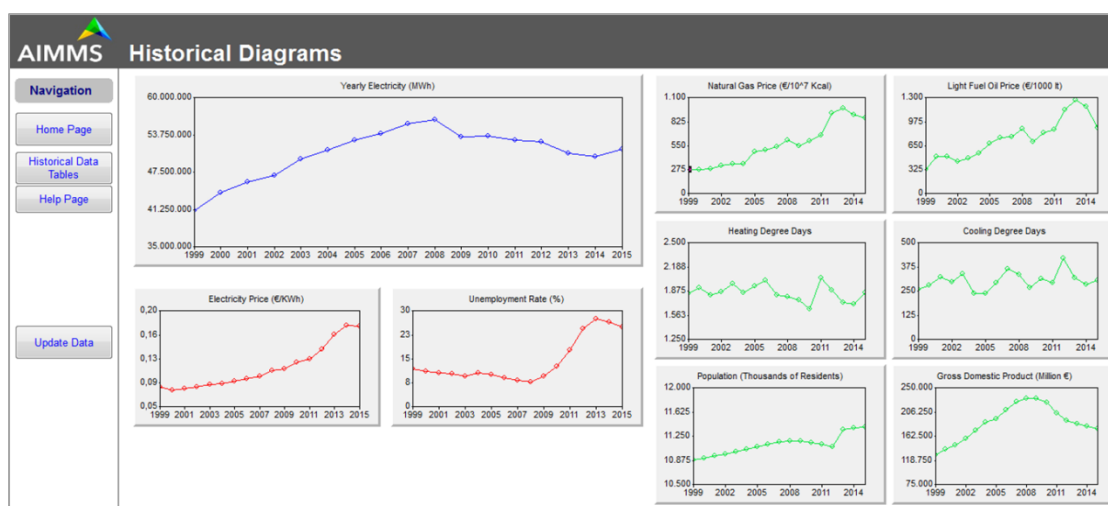 AIMMS
Historical Diagrams
Navigation
Home Page
Historical Data
Tables
Help Page
Update Data
Yearly Electricity (MWh)
60.000.000
53.750.000
47.500.000
41.250.000
35.000.000
1999 2000 2001 2002 2003 2004 2005 2006 2007 2008 2009 2010 2011 2012 2013 2014 2015
Electricity Price (€/KWh)
0,20
0,16
0,13
0,09
0,05
1999 2001 2003 2005 2007 2009 2011 2013 2015
Unemployment Rate (%)
30
23
15
8
0
1999 2001 2003 2005 2007 2009 2011 2013 2015
Natural Gas Price (€/10^7 Kcal)
1.100
825
550
275
0
1999 2002 2005 2008 2011 2014
Light Fuel Oil Price (€/1000 lt)
1.300
975
650
325
0
1999 2002 2005 2008 2011 2014
Heating Degree Days
2.500
2.188
1.875
1.563
1.250
1999 2002 2005 2008 2011 2014
Cooling Degree Days
500
375
250
125
0
1999 2002 2005 2008 2011 2014
Population (Thousands of Residents)
12.000
11.625
11.250
10.875
10.500
1999 2002 2005 2008 2011 2014
Gross Domestic Product (Million €)
250.000
206.250
162.500
118.750
75.000
1999 2002 2005 2008 2011 2014